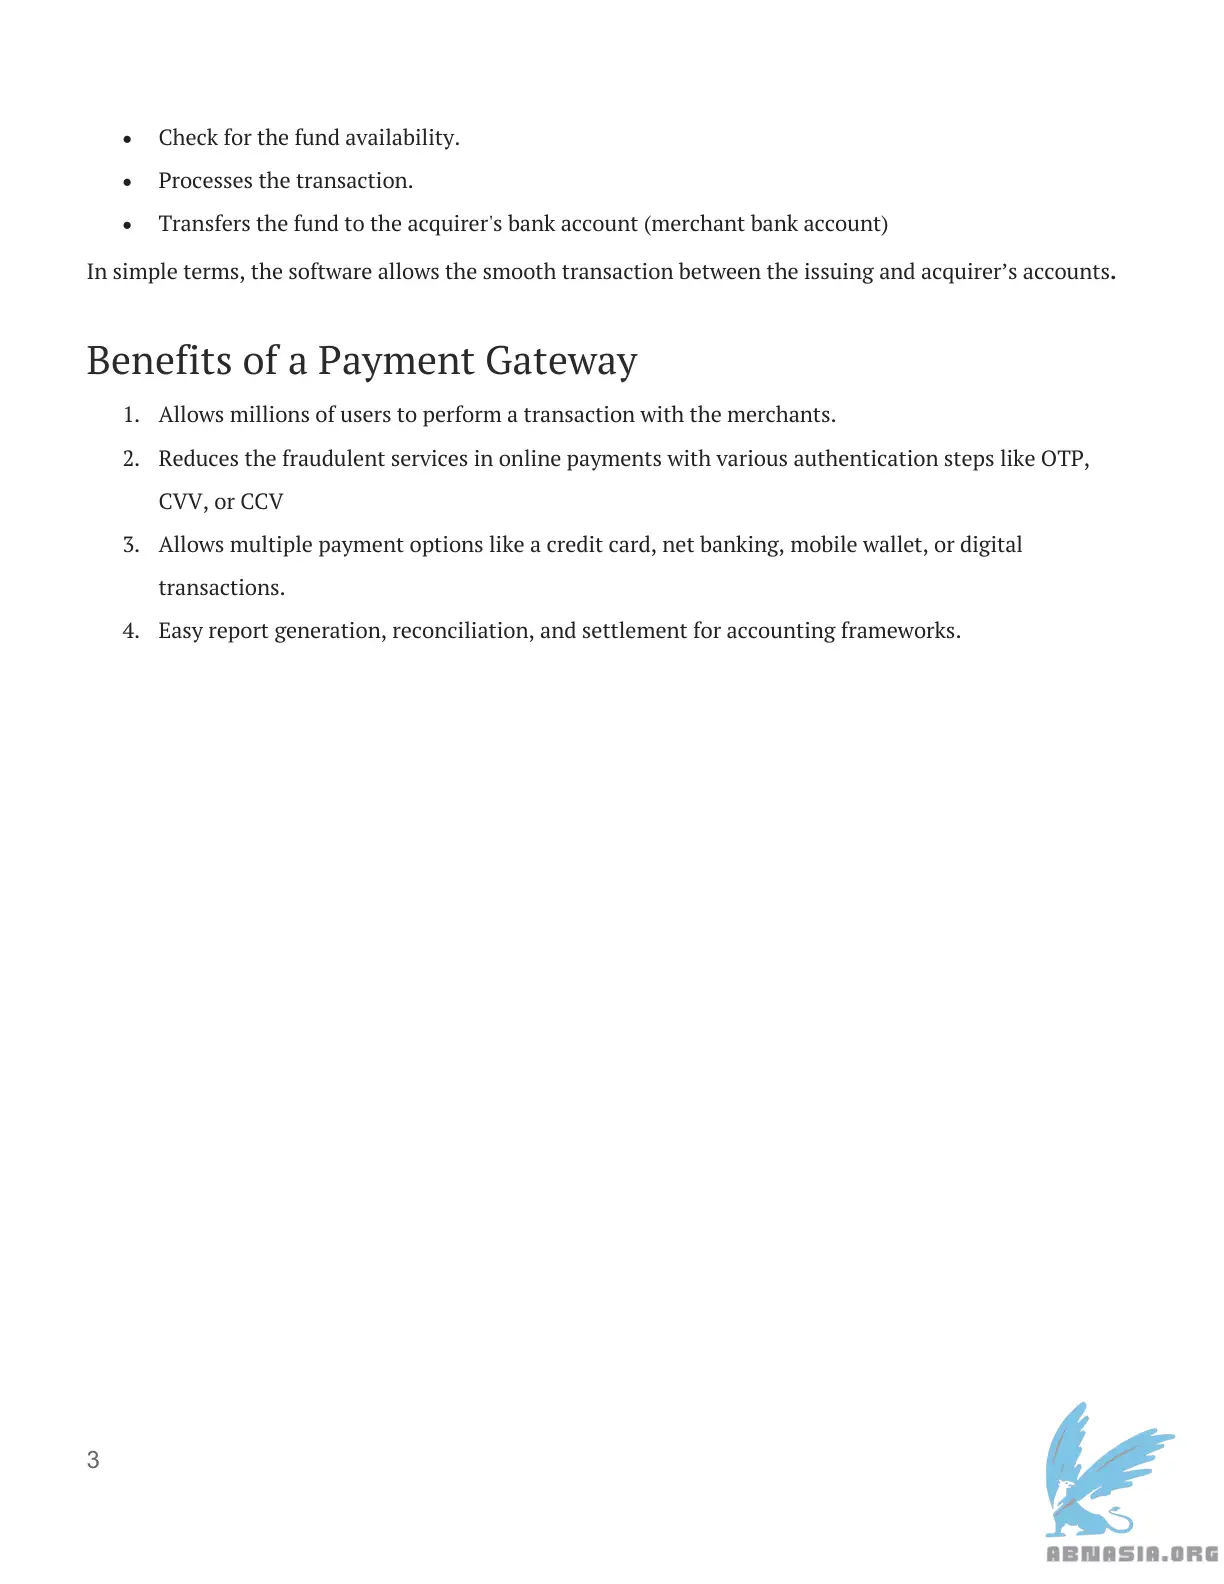 • Check for the fund availability.
• Processes the transaction.
• Transfers the fund to the acquirer's bank account (merchant bank account)
In simple terms, the software allows the smooth transaction between the issuing and acquirer’s accounts.
Benefits of a Payment Gateway
1. Allows millions of users to perform a transaction with the merchants.
2. Reduces the fraudulent services in online payments with various authentication steps like OTP,
CVV, or CCV
3. Allows multiple payment options like a credit card, net banking, mobile wallet, or digital
transactions.
4. Easy report generation, reconciliation, and settlement for accounting frameworks.
3
ABNASIA.ORG